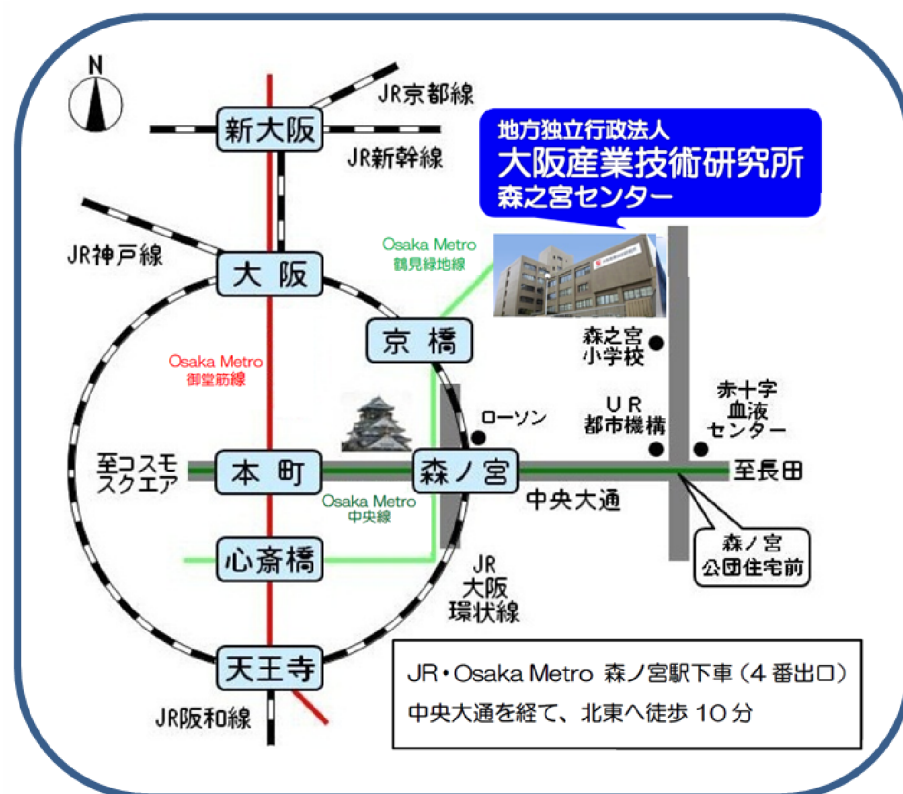 N
JR京都線
新大阪
JR新幹線
地方独立行政法人
大阪産業技術研究所
森之宮センター
JR神戸線
大阪
Osaka Metro
鶴見緑地線
京橋
森之宮
小学校
Osaka Metro
御堂筋線
ローソン
UR
都市機構
赤十字
血液
センター
至コスモ
スクエア
本町
森ノ宮
至長田
Osaka Metro
中央線
中央大通
心斎橋
森ノ宮
公団住宅前
JR
大阪
環状線
天王寺
JR阪和線
JR・Osaka Metro 森ノ宮駅下車（4番出口）
中央大通を経て、北東へ徒歩10分